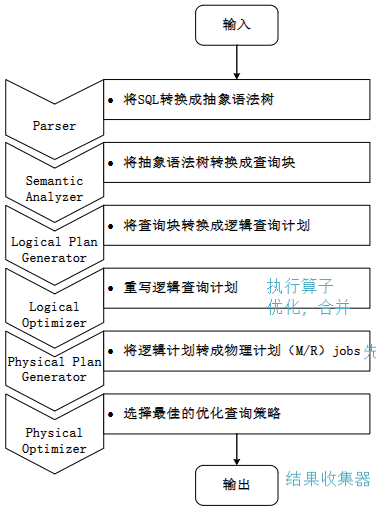 输入
• 将SQL转换成抽象语法树
Parser
• 将抽象语法树转换成查询块
Semantic
Analyzer
• 将查询块转换成逻辑查询计划
Logical Plan
Generator
• 重写逻辑查询计划
执行算子
优化，合并
Logical
Optimizer
• 将逻辑计划转成物理计划（M/R）jobs
先
Physical Plan
Generator
• 选择最佳的优化查询策略
Physical
Optimizer
输出
结果收集器